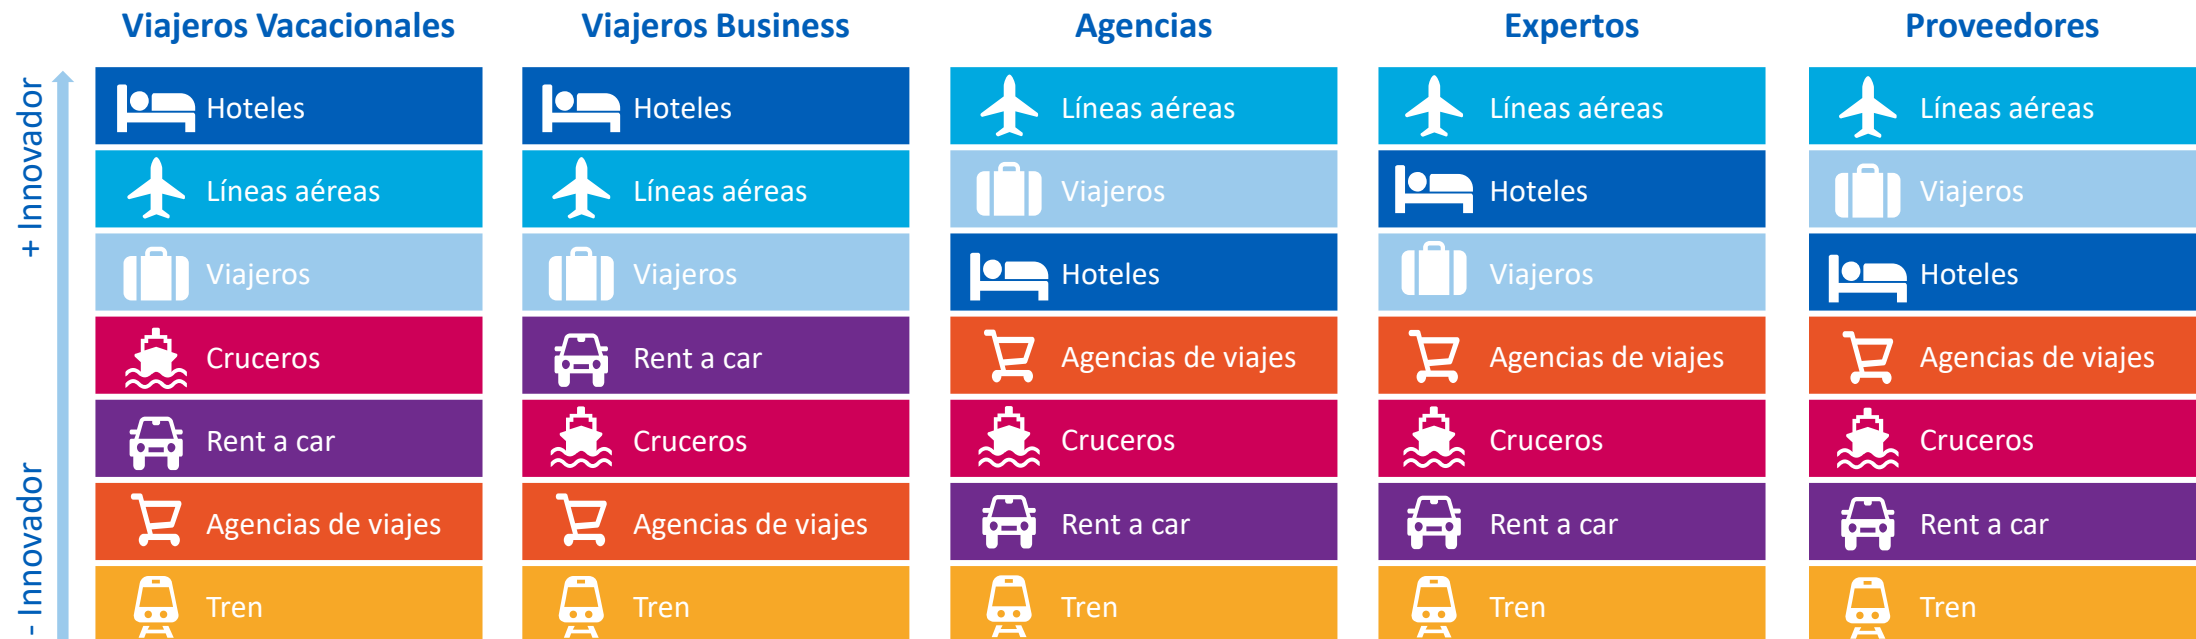 Viajeros Vacacionales
Viajeros Business
Agencias
Expertos
Proveedores
+ Innovador
- Innovador
Hoteles
Líneas aéreas
Viajeros
Cruceros
Rent a car
Agencias de viajes
Tren
Hoteles
Líneas aéreas
Viajeros
Rent a car
Cruceros
Agencias de viajes
Tren
Líneas aéreas
Viajeros
Hoteles
Agencias de viajes
Cruceros
Rent a car
Tren
Líneas aéreas
Hoteles
Viajeros
Agencias de viajes
Cruceros
Rent a car
Tren
Líneas aéreas
Viajeros
Hoteles
Agencias de viajes
Cruceros
Rent a car
Tren